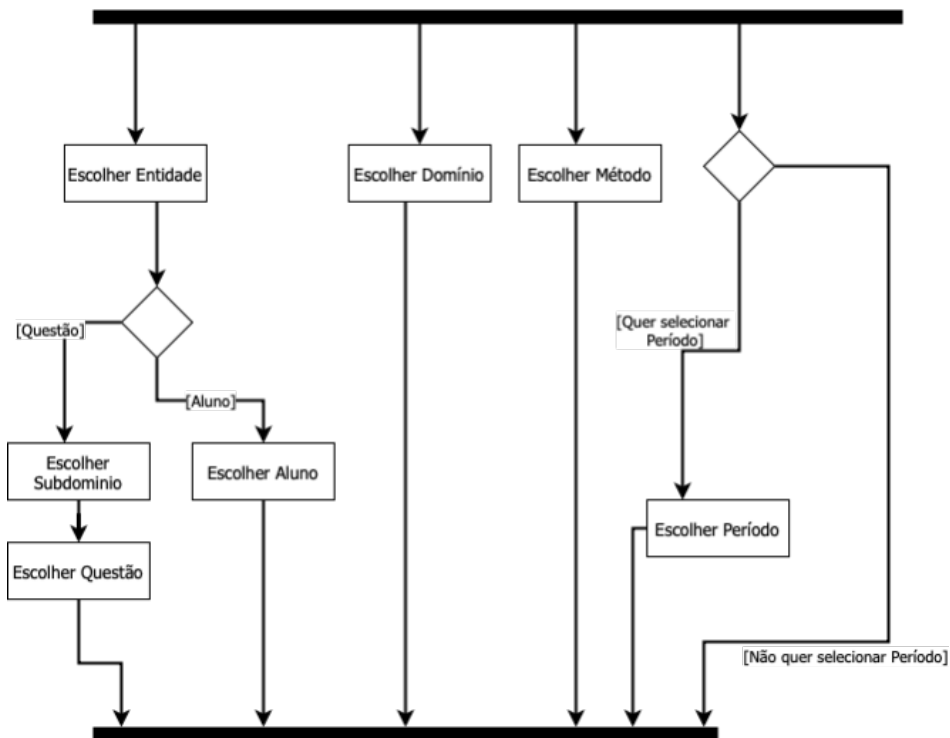 Escolher Entidade
Escolher Domínio
Escolher Método
[Questão]
[Quer selecionar
Período]
[Aluno]
Escolher
Subdominio
Escolher Aluno
Escolher Período
Escolher Questão
[Não quer selecionar Período]